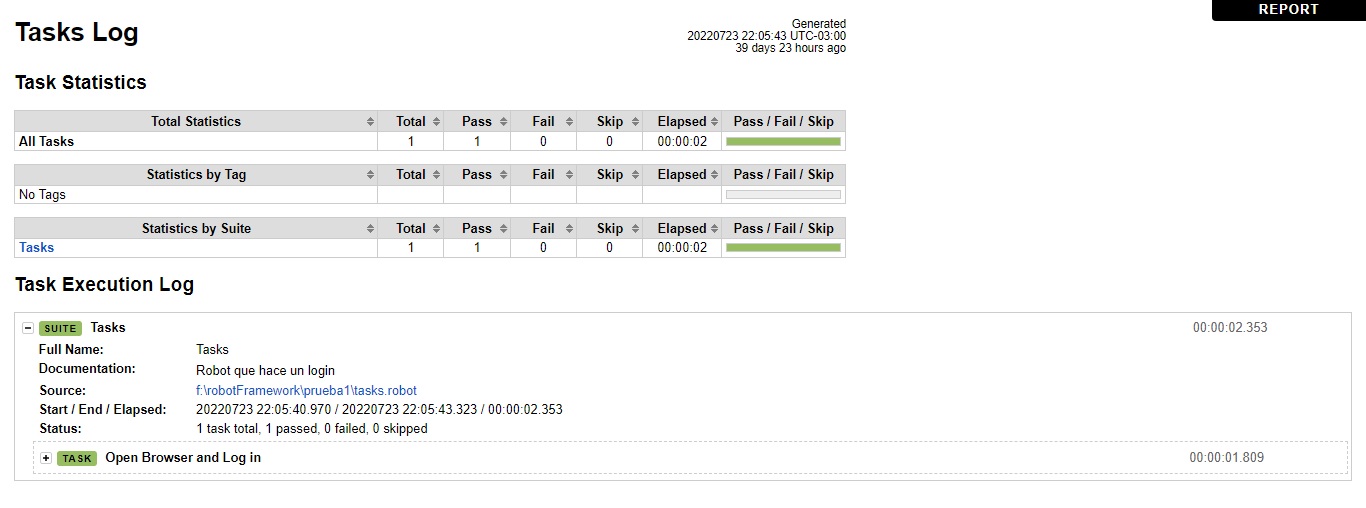 REPORT
Tasks Log
Generated
20220723 22:05:43 UTC-03:00
39 days 23 hours ago
Task Statistics
Total Statistics Total Pass Fail Skip Elapsed Pass / Fail / Skip
All Tasks 1 1 0 0 00:00:02
Statistics by Tag Total Pass Fail Skip Elapsed Pass / Fail / Skip
No Tags
Statistics by Suite Total Pass Fail Skip Elapsed Pass / Fail / Skip
Tasks 1 1 0 0 00:00:02
Task Execution Log
SUITE Tasks 00:00:02.353
Full Name: Tasks
Documentation: Robot que hace un login
Source: f:\robotFramework\prueba1\tasks.robot
Start / End / Elapsed: 20220723 22:05:40.970 / 20220723 22:05:43.323 / 00:00:02.353
Status: 1 task total, 1 passed, 0 failed, 0 skipped
TASK Open Browser and Log in 00:00:01.809